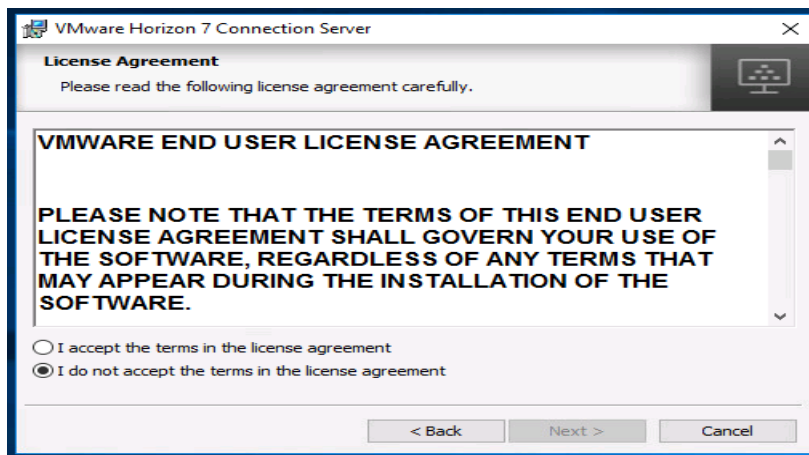 VMware Horizon 7 Connection Server
License Agreement
Please read the following license agreement carefully.
VMWARE END USER LICENSE AGREEMENT
PLEASE NOTE THAT THE TERMS OF THIS END USER
LICENSE AGREEMENT SHALL GOVERN YOUR USE OF
THE SOFTWARE, REGARDLESS OF ANY TERMS THAT
MAY APPEAR DURING THE INSTALLATION OF THE
SOFTWARE.
I accept the terms in the license agreement
I do not accept the terms in the license agreement
< Back Next > Cancel